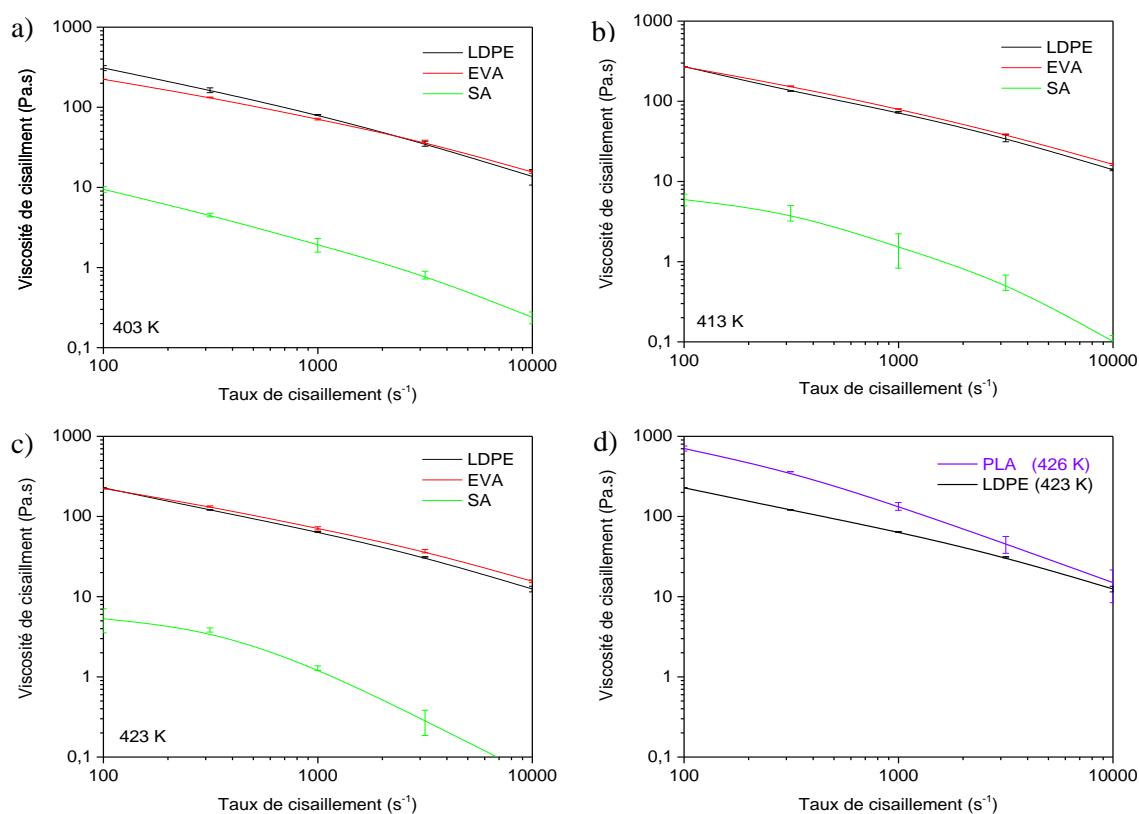 a)
1000
100
10
1
0,1
Viscosité de cisaillment (Pa.s)
LDPE
EVA
SA
403 K
100
1000
10000
Taux de cisaillement (s-1)
b)
1000
100
10
1
0,1
Viscosité de cisaillment (Pa.s)
LDPE
EVA
SA
413 K
100
1000
10000
Taux de cisaillement (s-1)
c)
1000
100
10
1
0,1
Viscosité de cisaillment (Pa.s)
LDPE
EVA
SA
423 K
100
1000
10000
Taux de cisaillement (s-1)
d)
1000
100
10
1
0,1
Viscosité de cisaillment (Pa.s)
PLA (426 K)
LDPE (423 K)
100
1000
10000
Taux de cisaillement (s-1)